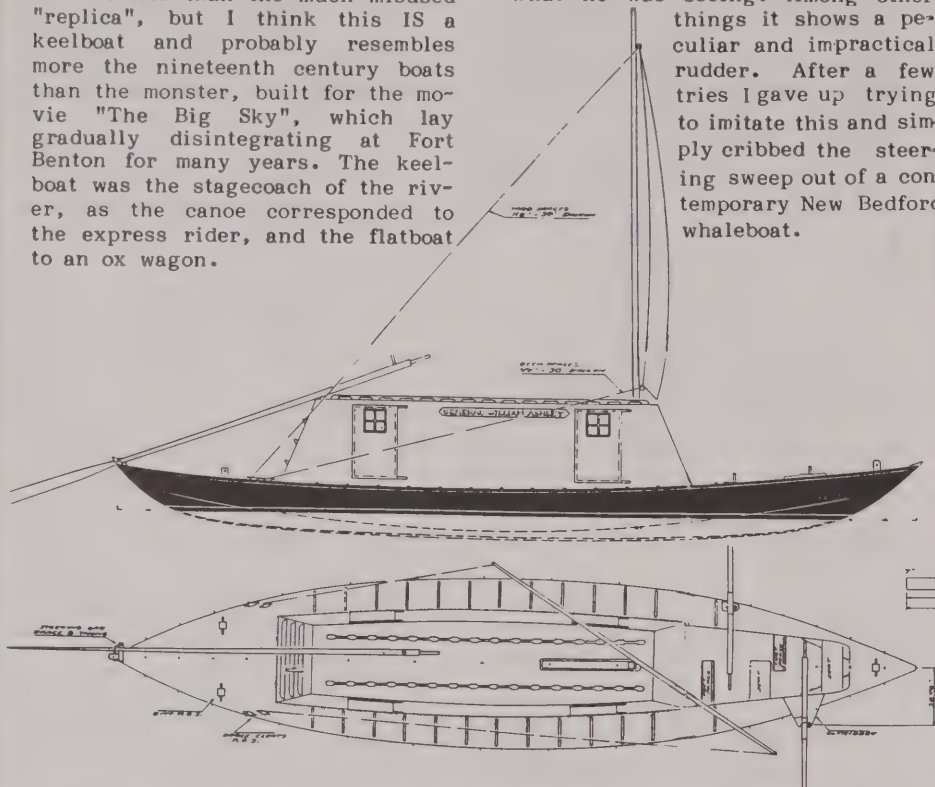 "replica", but I think this IS a
keelboat and probably resembles
more the nineteenth century boats
than the monster, built for the mo-
vie "The Big Sky", which lay
gradually disintegrating at Fort
Benton for many years. The keel-
boat was the stagecoach of the riv-
er, as the canoe corresponded to
the express rider, and the flatboat
to an ox wagon.
things it shows a pe-
culiar and impractical
rudder. After a few
tries I gave up trying
to imitate this and sim-
ply cribbed the steer-
ing sweep out of a con
temporary New Bedford
whaleboat.
GENERAL WILLIAM ASHLEY